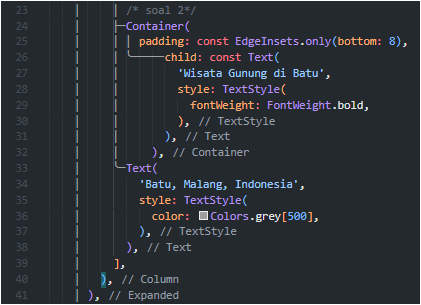 23 /* soal 2*/
24 Container(
25 padding: const EdgeInsets.only(bottom: 8),
26 child: const Text(
27 'Wisata Gunung di Batu',
28 style: TextStyle(
29 fontWeight: FontWeight.bold,
30 ), // TextStyle
31 ), // Text
32 ), // Container
33 Text(
34 'Batu, Malang, Indonesia',
35 style: TextStyle(
36 color: Colors.grey[500],
37 ), // TextStyle
38 ), // Text
39 ],
40 ), // Column
41 ), // Expanded